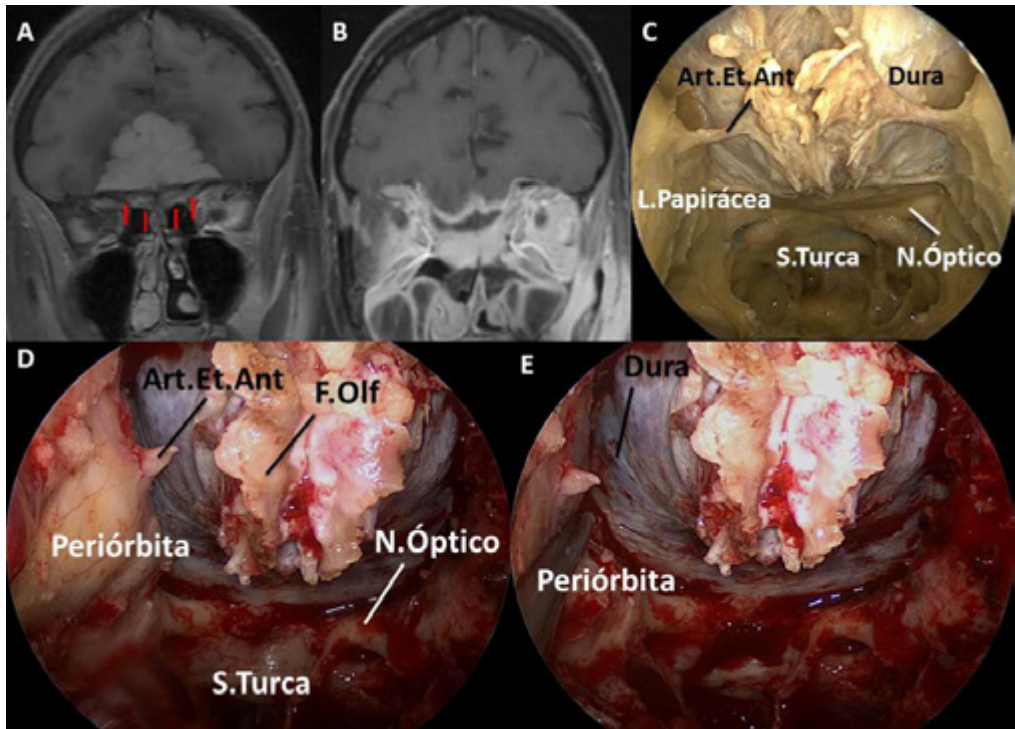 A
B
C
Art.Et.Ant
Dura
L.Papirácea
S.Turca
N.Óptico
D
Art.Et.Ant
F.Olf
Periórbita
N.Óptico
S.Turca
E
Dura
Periórbita